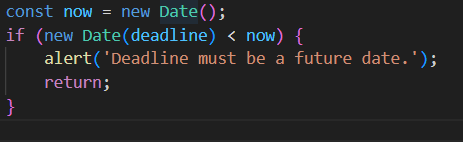 const now = new Date();
if (new Date(deadline) < now) {
    alert('Deadline must be a future date.');
    return;
}